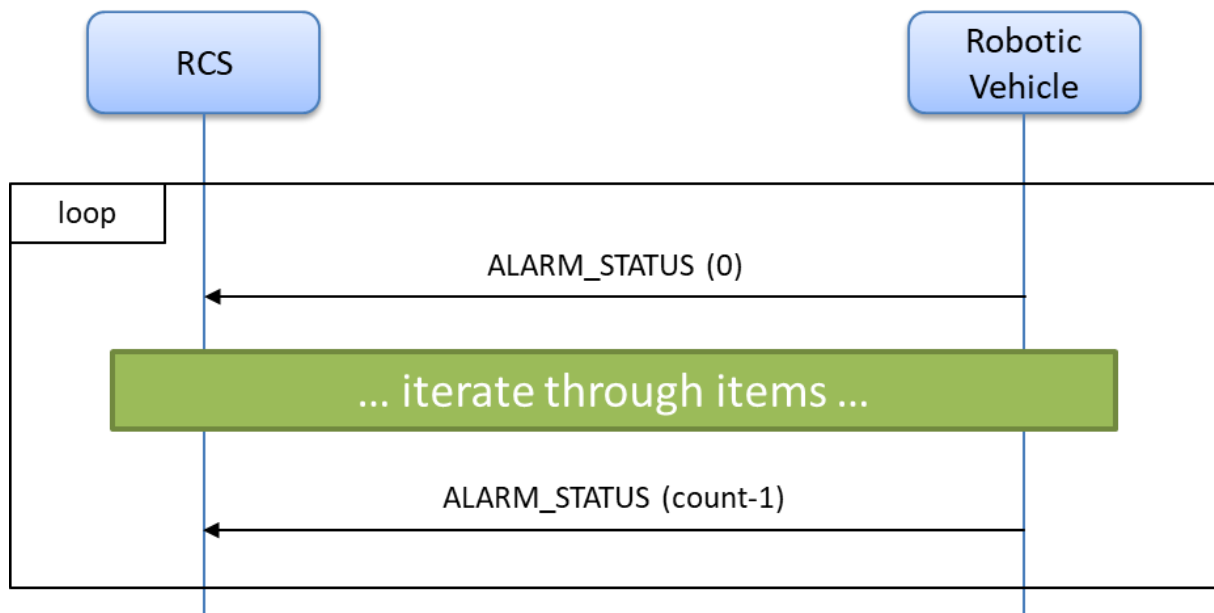 RCS
Robotic
Vehicle
loop
ALARM_STATUS (0)
... iterate through items ...
ALARM_STATUS (count-1)